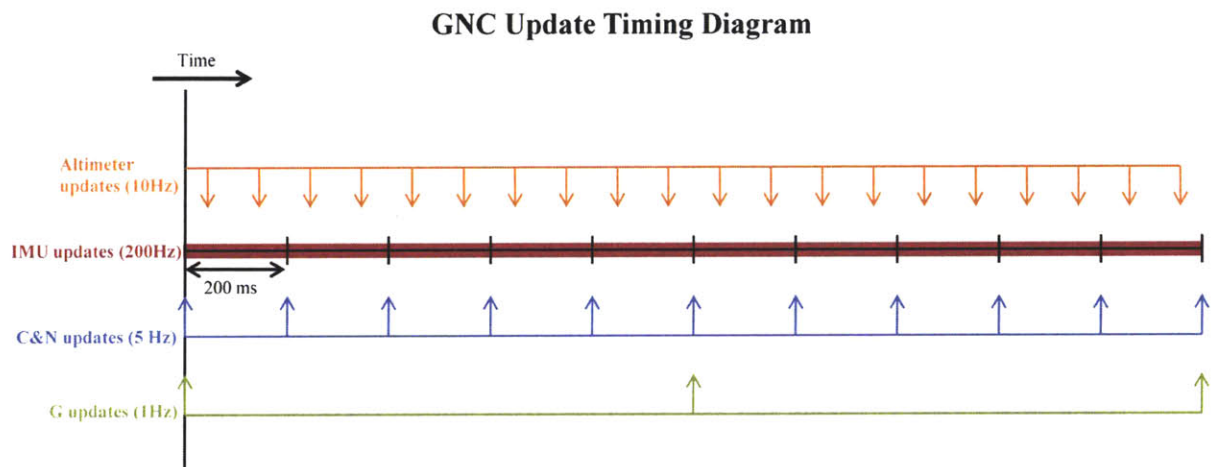 GNC Update Timing Diagram
Time
Altimeter
updates (10Hz)
IMU updates (200Hz)
200 ms
C&N updates (5 Hz)
G updates (1Hz)